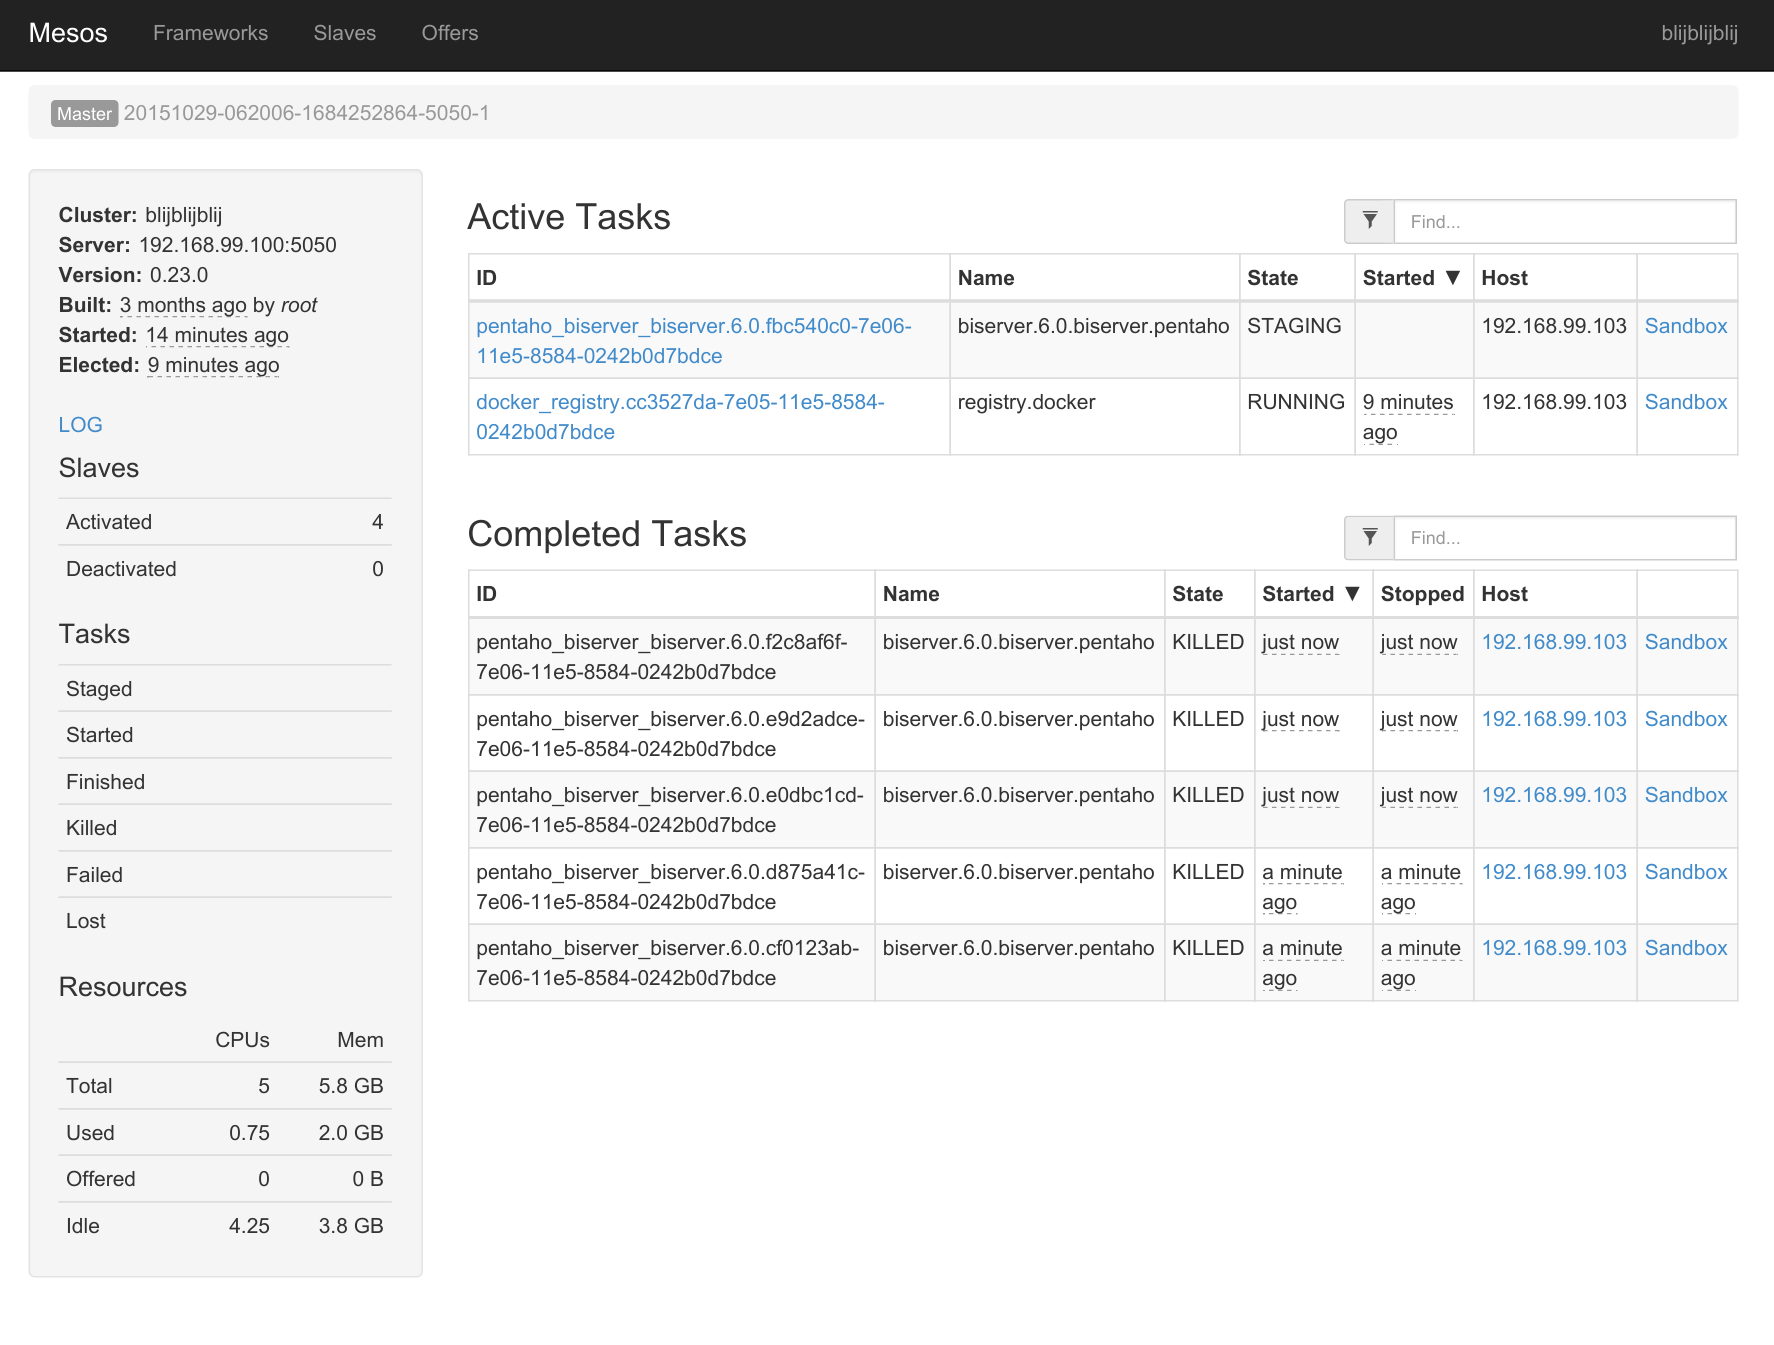 Mesos Frameworks Slaves Offers blijblijblij
Master 20151029-062006-1684252864-5050-1
Cluster: blijblijblij
Server: 192.168.99.100:5050
Version: 0.23.0
Built: 3 months ago by root
Started: 14 minutes ago
Elected: 9 minutes ago
LOG
Slaves
Activated 4
Deactivated 0
Tasks
Staged
Started
Finished
Killed
Failed
Lost
Resources
CPUs Mem
Total 5 5.8 GB
Used 0.75 2.0 GB
Offered 0 0 B
Idle 4.25 3.8 GB
Active Tasks
Find...
ID Name State Started ▼ Host
pentaho_biserver_biserver.6.0.fbc540c0-7e06- biserver.6.0.biserver.pentaho STAGING 192.168.99.103 Sandbox
11e5-8584-0242b0d7bdce
docker_registry.cc3527da-7e05-11e5-8584- registry.docker RUNNING 9 minutes 192.168.99.103 Sandbox
0242b0d7bdce ago
Completed Tasks
Find...
ID Name State Started ▼ Stopped Host
pentaho_biserver_biserver.6.0.f2c8af6f- biserver.6.0.biserver.pentaho KILLED just now just now 192.168.99.103 Sandbox
7e06-11e5-8584-0242b0d7bdce
pentaho_biserver_biserver.6.0.e9d2adce- biserver.6.0.biserver.pentaho KILLED just now just now 192.168.99.103 Sandbox
7e06-11e5-8584-0242b0d7bdce
pentaho_biserver_biserver.6.0.e0dbc1cd- biserver.6.0.biserver.pentaho KILLED just now just now 192.168.99.103 Sandbox
7e06-11e5-8584-0242b0d7bdce
pentaho_biserver_biserver.6.0.d875a41c- biserver.6.0.biserver.pentaho KILLED a minute a minute 192.168.99.103 Sandbox
7e06-11e5-8584-0242b0d7bdce ago ago
pentaho_biserver_biserver.6.0.cf0123ab- biserver.6.0.biserver.pentaho KILLED a minute a minute 192.168.99.103 Sandbox
7e06-11e5-8584-0242b0d7bdce ago ago